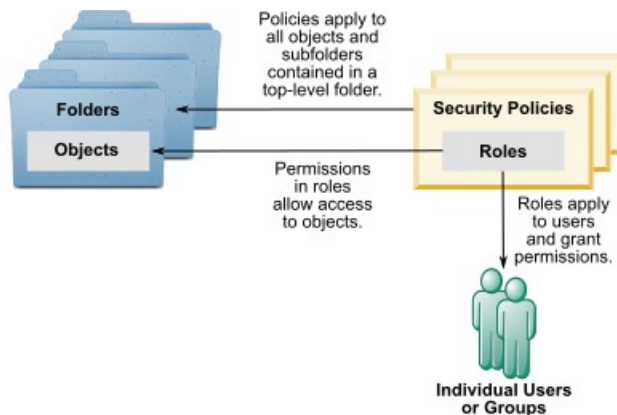 Policies apply to
all objects and
subfolders
contained in a
top-level folder.
Folders
Security Policies
Objects
Roles
Permissions
in roles
allow access
to objects.
Roles apply
to users
and grant
permissions.
Individual Users
or Groups